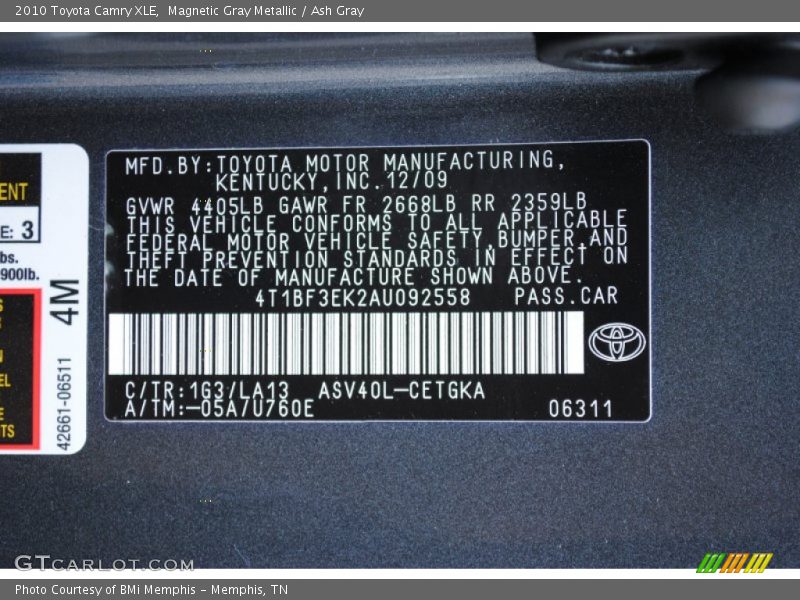 2010 Toyota Camry XLE,  Magnetic Gray Metallic / Ash Gray
MFD.BY:TOYOTA MOTOR MANUFACTURING,
KENTUCKY,INC.12/09
GVWR 4405LB GAWR FR 2668LB RR 2359LB
THIS VEHICLE CONFORMS TO ALL APPLICABLE
FEDERAL MOTOR VEHICLE SAFETY,BUMPER,AND
THEFT PREVENTION STANDARDS IN EFFECT ON
THE DATE OF MANUFACTURE SHOWN ABOVE.
4T1BF3EK2AU092558 PASS.CAR
C/TR:1G3/LA13 ASV40L-CETGKA
A/TM:-05A/U760E 06311
ENT
E: 3
bs.
900lb.
4M
42661-06511
EL
TS
GTCARLOT.COM
Photo Courtesy of BMi Memphis - Memphis, TN